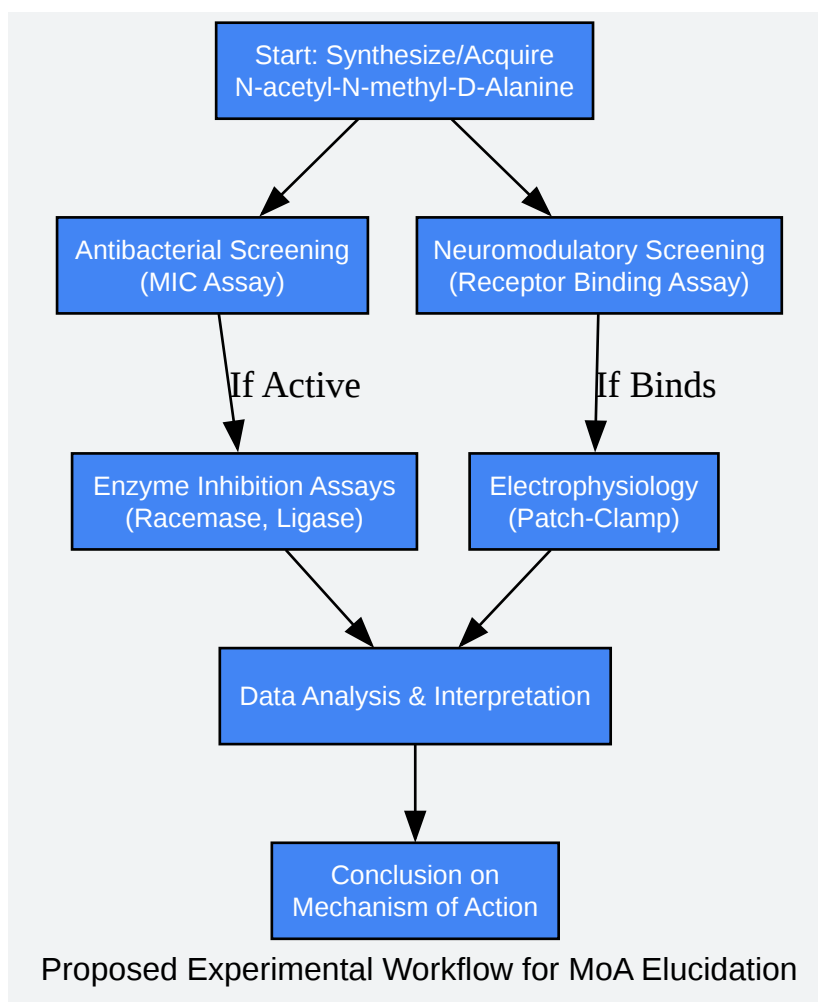 Start: Synthesize/Acquire
N-acetyl-N-methyl-D-Alanine
Antibacterial Screening
(MIC Assay)
Neuromodulatory Screening
(Receptor Binding Assay)
If Active
If Binds
Enzyme Inhibition Assays
(Racemase, Ligase)
Electrophysiology
(Patch-Clamp)
Data Analysis & Interpretation
Conclusion on
Mechanism of Action
Proposed Experimental Workflow for MoA Elucidation